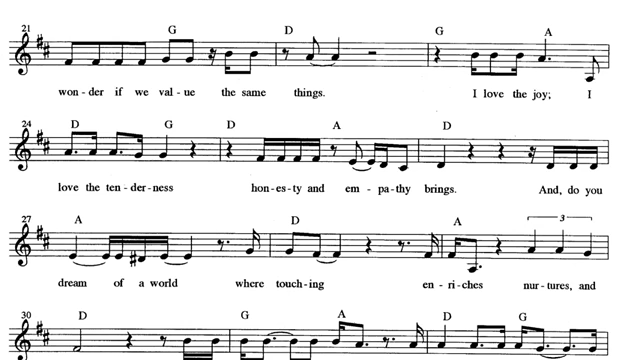 21 G D G A
won - der if we val - ue the same things. I love the joy; I
24 D G D A D
love the ten - der - ness hon - es - ty and em - pa - thy brings. And, do you
27 A D A 3
dream of a world where touch - ing en - rich - es nur - tures, and
30 D G A D G